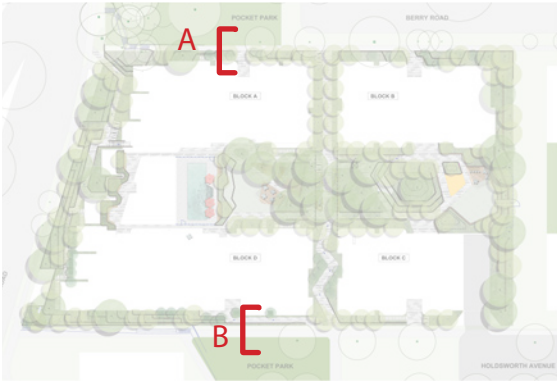 POCKET PARK
BERRY ROAD
A
BLOCK A
BLOCK B
BLOCK D
BLOCK C
B
POCKET PARK
HOLDSWORTH AVENUE